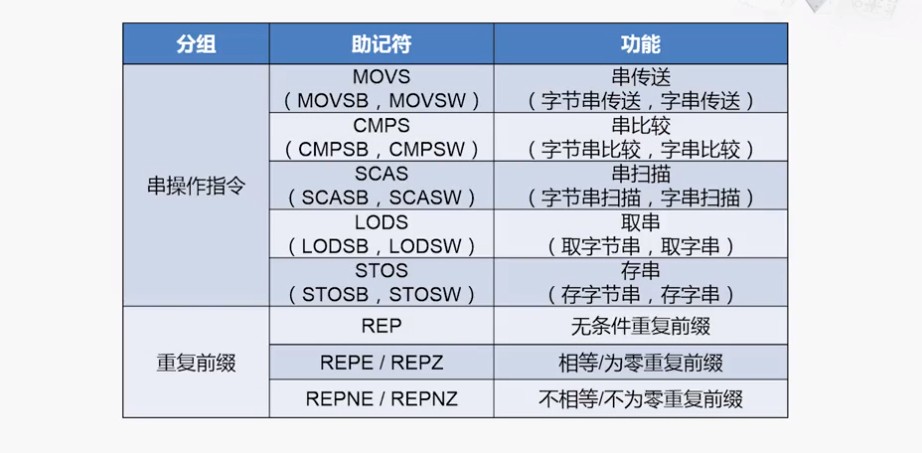 分组 助记符 功能
串操作指令
MOVS 串传送
（MOVSB，MOVSW） （字节串传送，字串传送）
CMPS 串比较
（CMPSB，CMPSW） （字节串比较，字串比较）
SCAS 串扫描
（SCASB，SCASW） （字节串扫描，字串扫描）
LODS 取串
（LODSB，LODSW） （取字节串，取字串）
STOS 存串
（STOSB，STOSW） （存字节串，存字串）
重复前缀
REP 无条件重复前缀
REPE / REPZ 相等/为零重复前缀
REPNE / REPNZ 不相等/不为零重复前缀